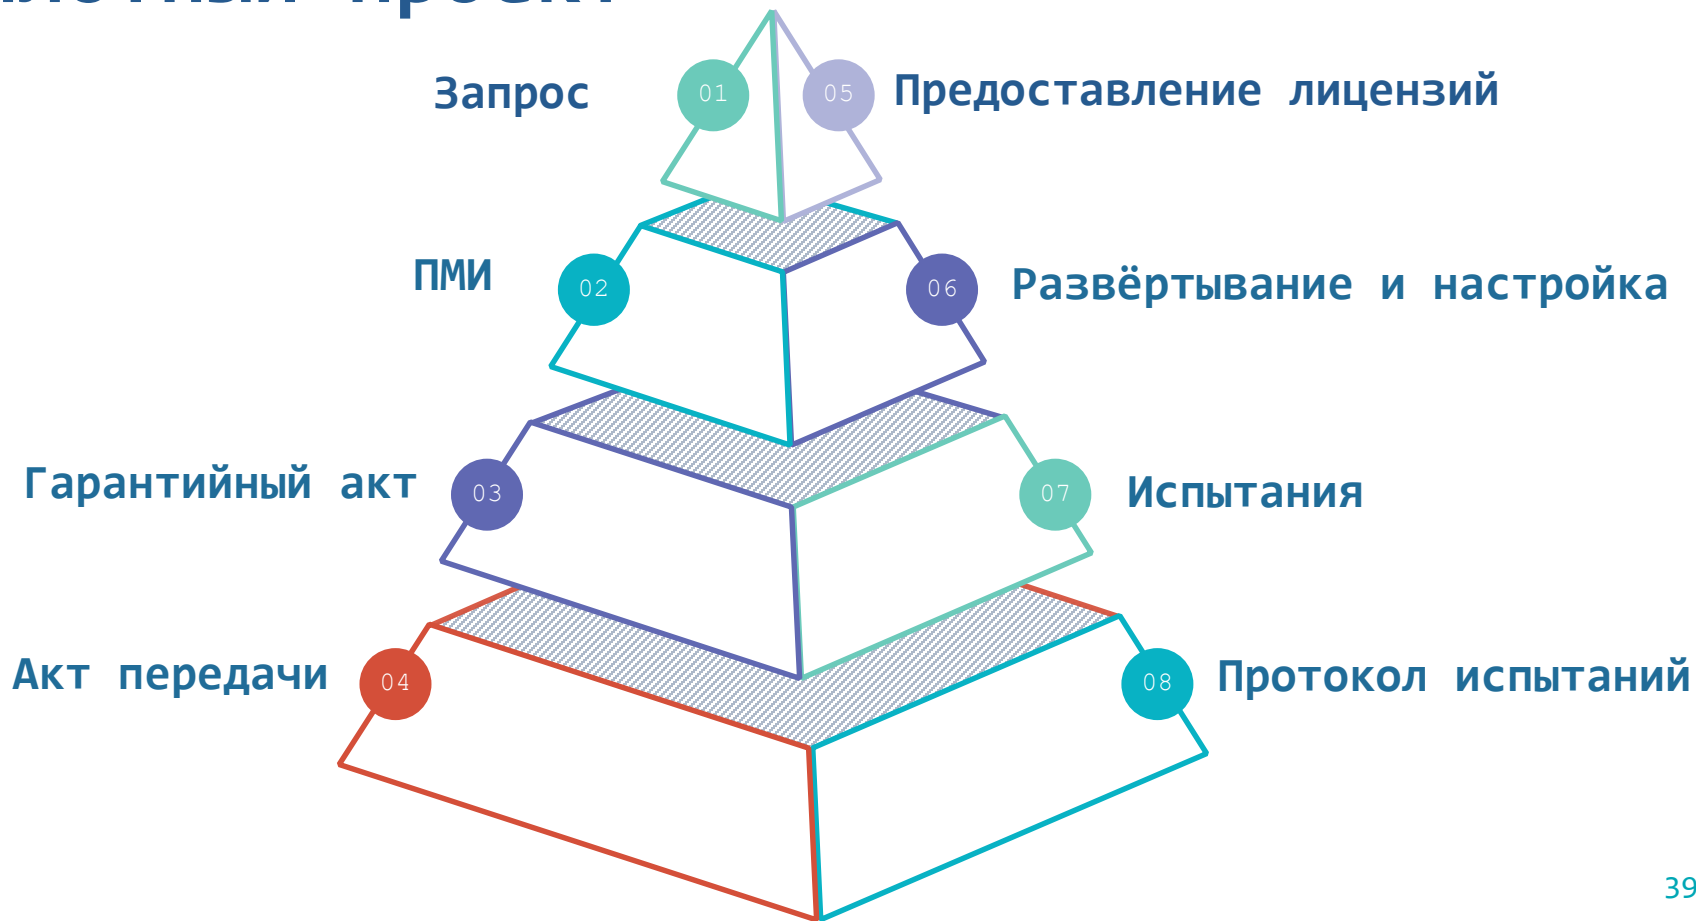 проект
Запрос
01
05
Предоставление лицензий
ПМИ
02
06
Развёртывание и настройка
Гарантийный акт
03
07
Испытания
Акт передачи
04
08
Протокол испытаний
39